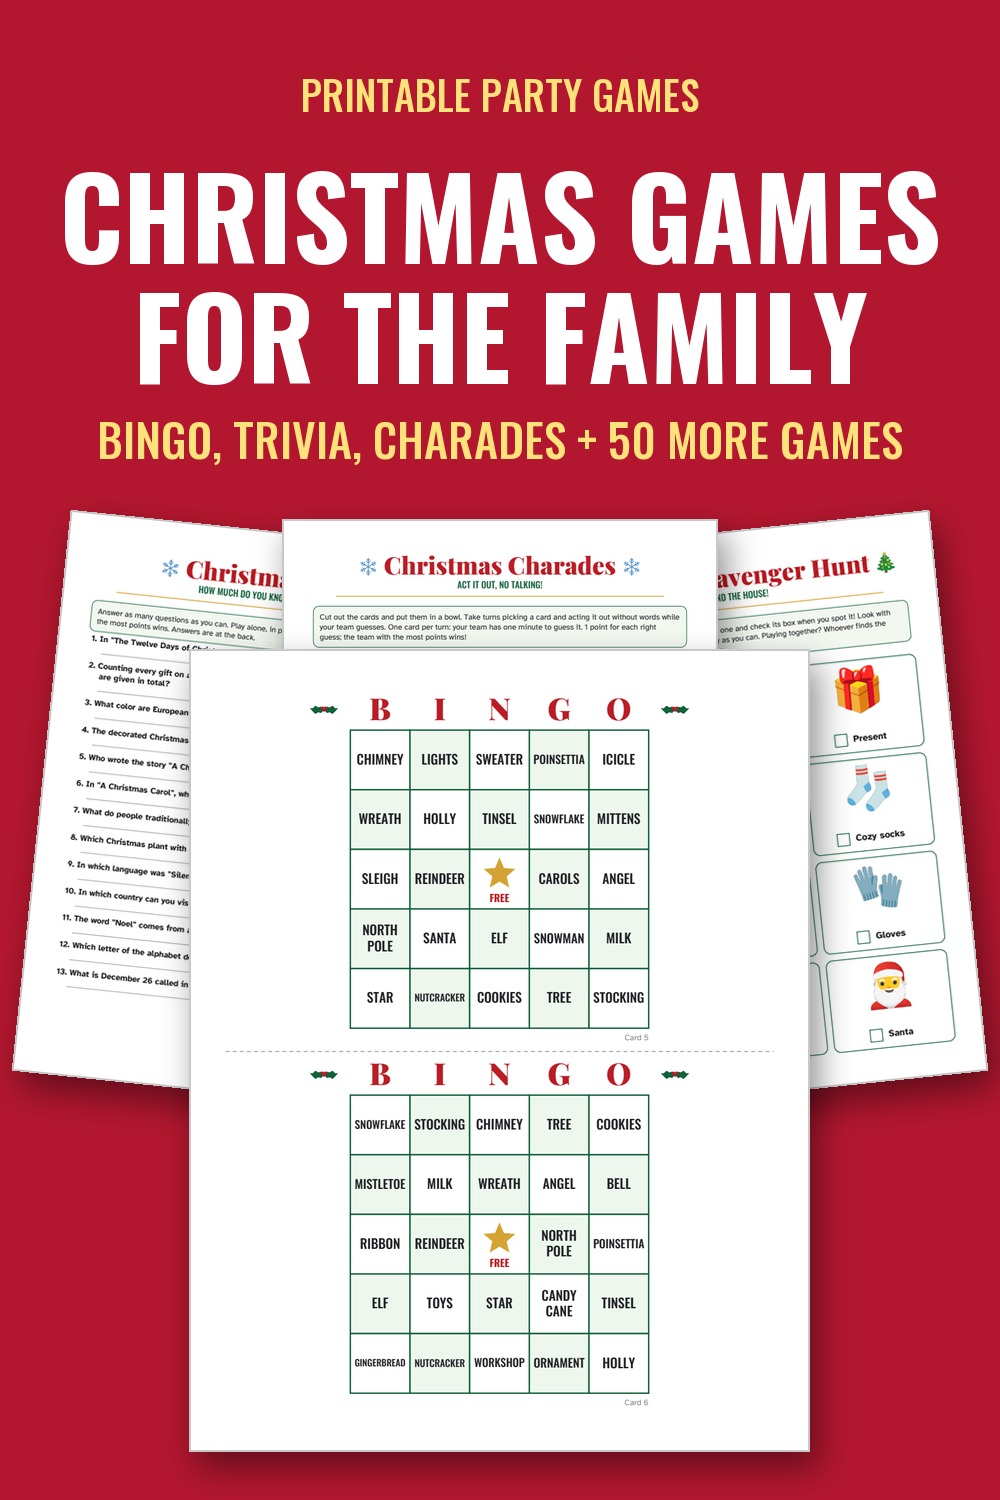 PRINTABLE PARTY GAMES
CHRISTMAS GAMES
FOR THE FAMILY
BINGO, TRIVIA, CHARADES + 50 MORE GAMES
HOW MUCH DO YOU
Answer as many questions as you can. Play alone, in
the most points wins. Answers are at the back.
1. In "The Twelve Days of
2. Counting every gift on
are given in total?
3. What color are European
4. The decorated Christmas
5. Who wrote the story "A
6. In "A Christmas Carol",
7. What do people traditionally
8. Which Christmas plant with
9. In which language was
10. In which country can you
11. The word "Noel" comes from
12. Which letter of the alphabet
13. What is December 26 called in
Christmas Charades
ACT IT OUT, NO TALKING!
Cut out the cards and put them in a bowl. Take turns picking a card and acting it out without words while
your team guesses. One card per turn: your team has one minute to guess it. 1 point for each right
guess; the team with the most points wins!
Hunt
THE HOUSE!
one and check its box when you spot it! Look with
as you can. Playing together? Whoever finds the
Present
Cozy socks
Gloves
Santa
B I N G O
CHIMNEY LIGHTS SWEATER POINSETTIA ICICLE
WREATH HOLLY TINSEL SNOWFLAKE MITTENS
SLEIGH REINDEER FREE CAROLS ANGEL
NORTH POLE SANTA ELF SNOWMAN MILK
STAR NUTCRACKER COOKIES TREE STOCKING
Card 5
B I N G O
SNOWFLAKE STOCKING CHIMNEY TREE COOKIES
MISTLETOE MILK WREATH ANGEL BELL
RIBBON REINDEER FREE NORTH POLE POINSETTIA
ELF TOYS STAR CANDY CANE TINSEL
GINGERBREAD NUTCRACKER WORKSHOP ORNAMENT HOLLY
Card 6